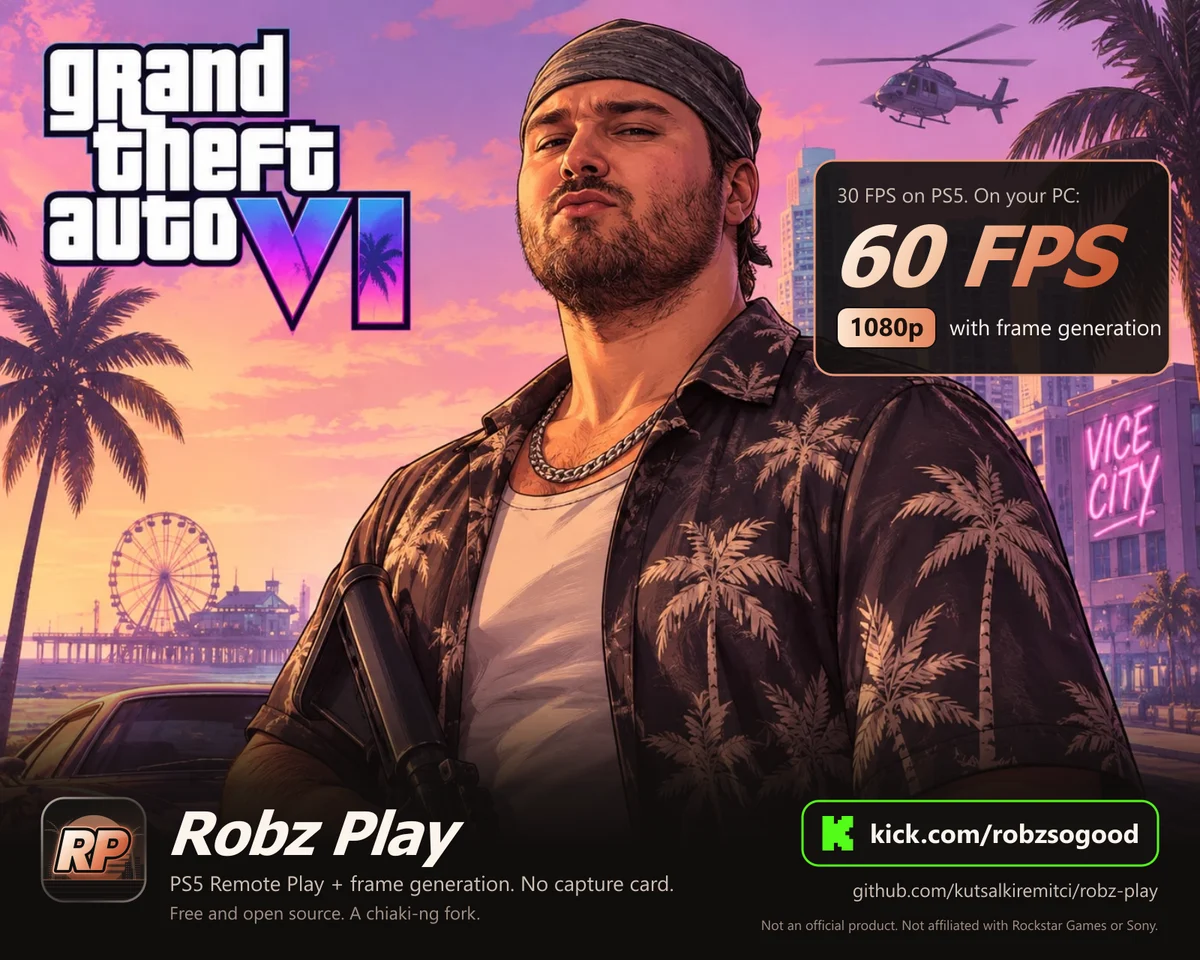 grand
theft
auto VI
30 FPS on PS5. On your PC:
60 FPS
1080p with frame generation
VICE
CITY
RP
Robz Play
PS5 Remote Play + frame generation. No capture card.
Free and open source. A chiaki-ng fork.
K kick.com/robzsogood
github.com/kutsalkiremitci/robz-play
Not an official product. Not affiliated with Rockstar Games or Sony.